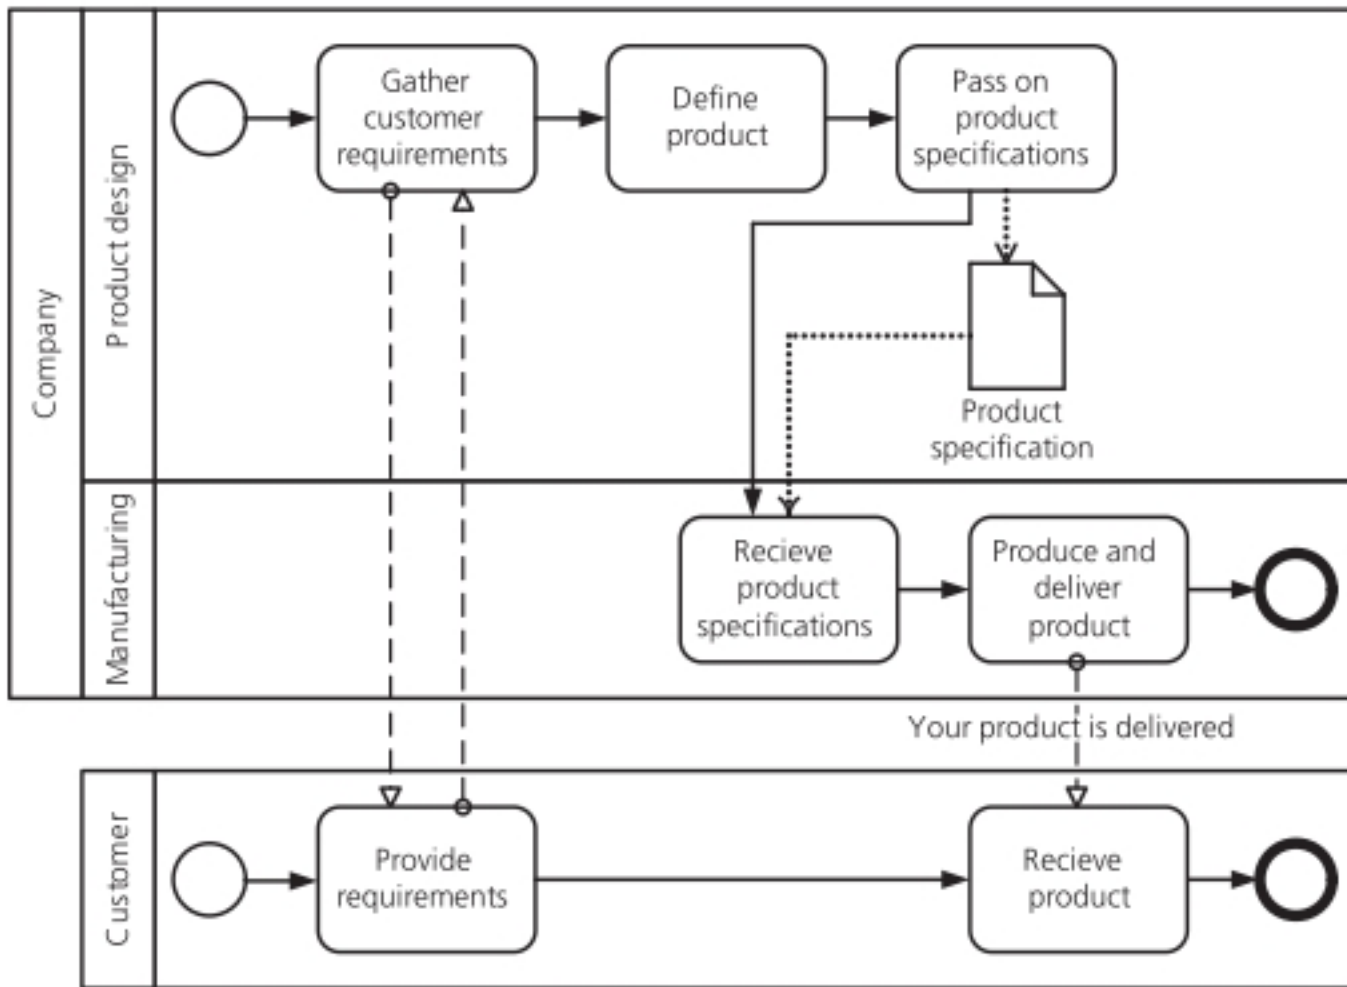 Company
Product design
Gather
customer
requirements
Define
product
Pass on
product
specifications
Product
specification
Manufacturing
Recieve
product
specifications
Produce and
deliver
product
Your product is delivered
Customer
Provide
requirements
Recieve
product